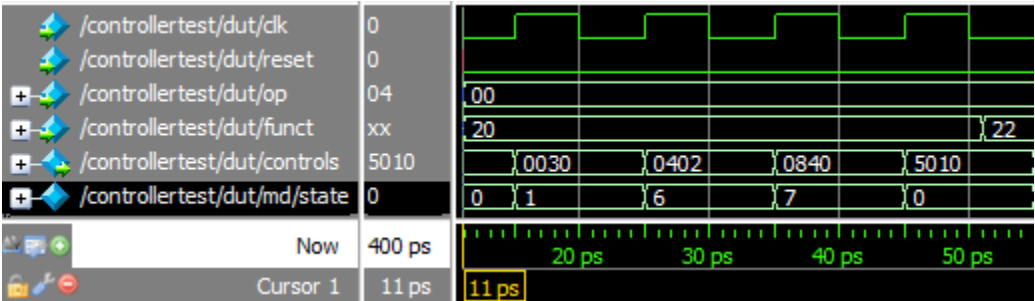 /controllertest/dut/clk 0
/controllertest/dut/reset 0
/controllertest/dut/op 04 00
/controllertest/dut/funct xx 20 22
/controllertest/dut/controls 5010 0030 0402 0840 5010
/controllertest/dut/md/state 0 0 1 6 7 0
Now 400 ps 20 ps 30 ps 40 ps 50 ps
Cursor 1 11 ps 11 ps